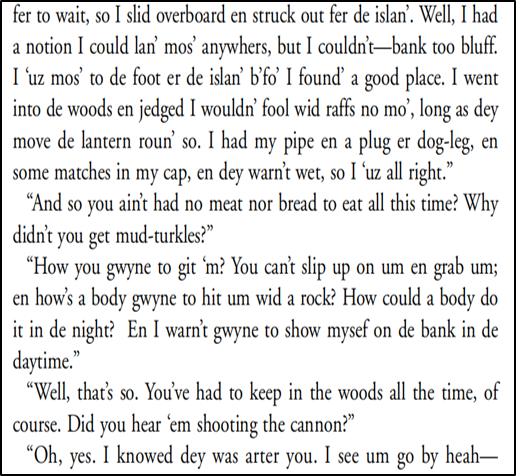 fer to wait, so I slid overboard en struck out fer de islan’. Well, I had
a notion I could lan’ mos’ anywhers, but I couldn’t—bank too bluff.
I ‘uz mos’ to de foot er de islan’ b’fo’ I found’ a good place. I went
into de woods en jedged I wouldn’ fool wid raffs no mo’, long as dey
move de lantern roun’ so. I had my pipe en a plug er dog-leg, en
some matches in my cap, en dey warn’t wet, so I ‘uz all right.”
“And so you ain’t had no meat nor bread to eat all this time? Why
didn’t you get mud-turkles?”
“How you gwyne to git ‘m? You can’t slip up on um en grab um;
en how’s a body gwyne to hit um wid a rock? How could a body do
it in de night?  En I warn’t gwyne to show mysef on de bank in de
daytime.”
“Well, that’s so. You’ve had to keep in the woods all the time, of
course. Did you hear ‘em shooting the cannon?”
“Oh, yes. I knowed dey was arter you. I see um go by heah—